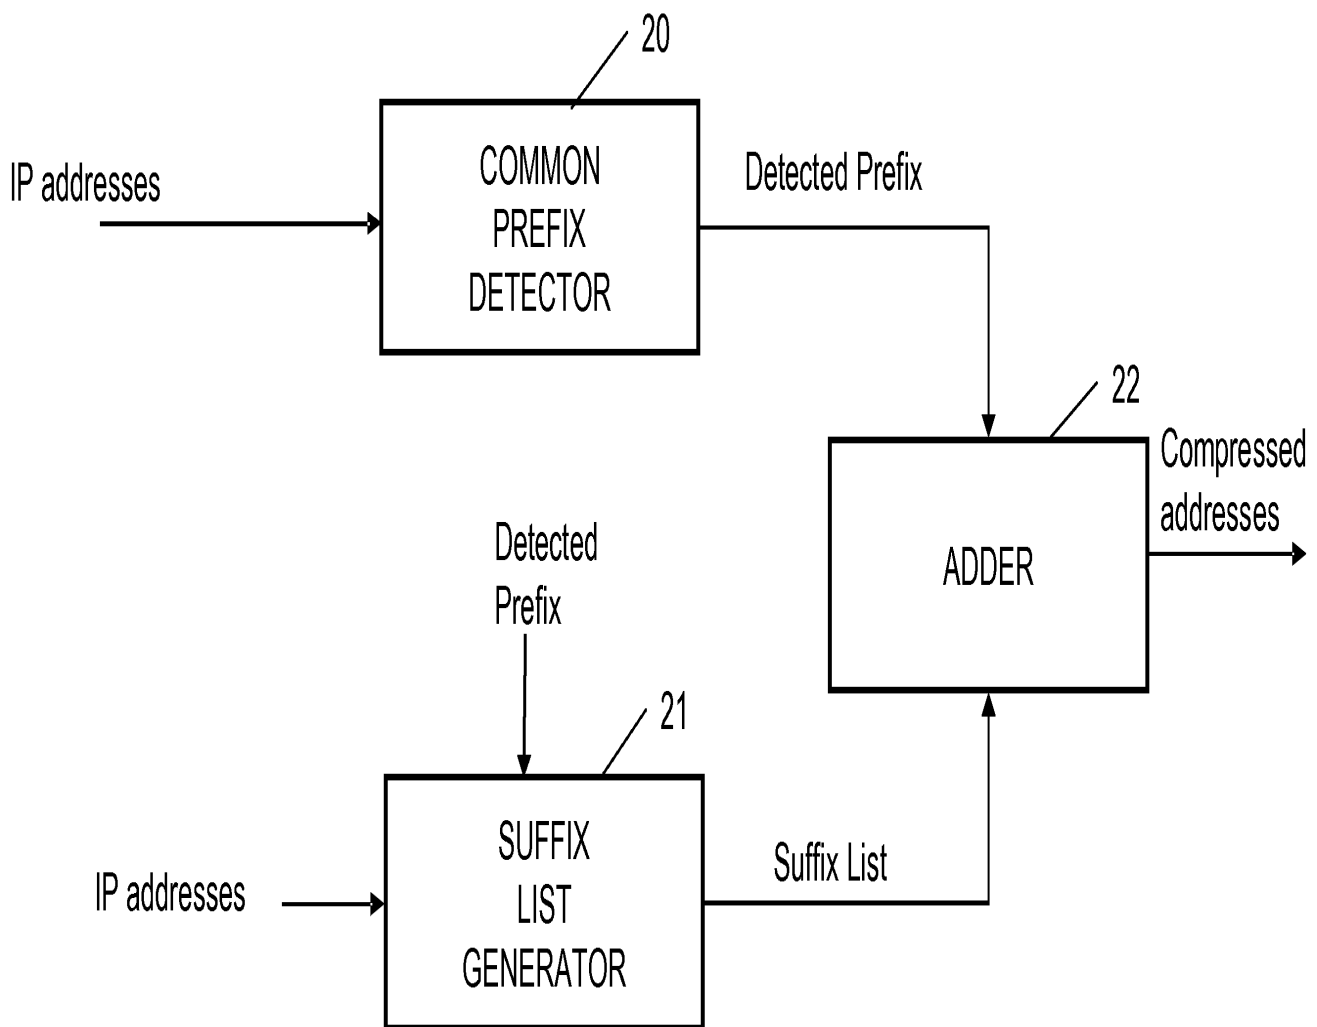 20
IP addresses
COMMON
PREFIX
DETECTOR
Detected Prefix
22
Compressed
addresses
ADDER
Detected
Prefix
21
IP addresses
SUFFIX
LIST
GENERATOR
Suffix List